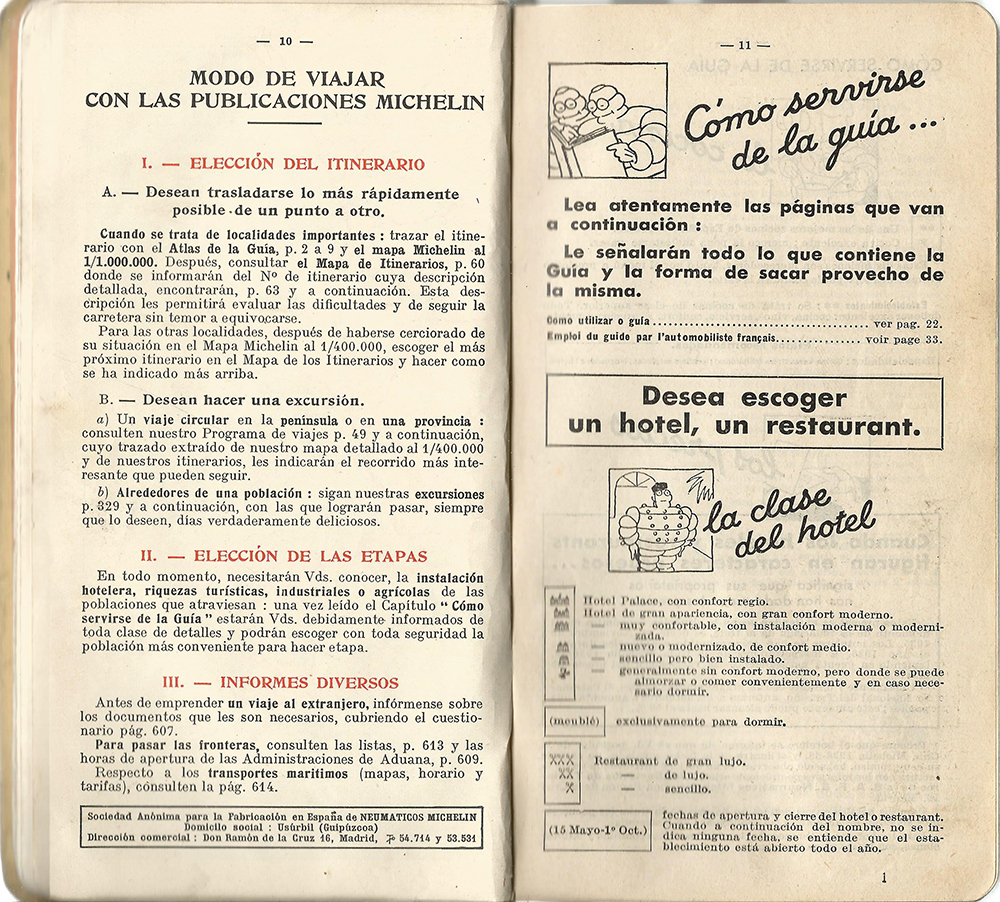 — 10 —
MODO DE VIAJAR
CON LAS PUBLICACIONES MICHELIN
I. — ELECCIÓN DEL ITINERARIO
A. — Desean trasladarse lo más rápidamente
posible de un punto a otro.
Cuando se trata de localidades importantes : trazar el itine-
rario con el Atlas de la Guía, p. 2 a 9 y el mapa Michelin al
1/1.000.000. Después, consultar el Mapa de Itinerarios, p. 60
donde se informarán del Nº de itinerario cuya descripción
detallada, encontrarán, p. 63 y a continuación. Esta des-
cripción les permitirá evaluar las dificultades y de seguir la
carretera sin temor a equivocarse.
Para las otras localidades, después de haberse cerciorado de
su situación en el Mapa Michelin al 1/400.000, escoger el más
próximo itinerario en el Mapa de los Itinerarios y hacer como
se ha indicado más arriba.
B. — Desean hacer una excursión.
a) Un viaje circular en la península o en una provincia :
consulten nuestro Programa de viajes p. 49 y a continuación,
cuyo trazado extraído de nuestro mapa detallado al 1/400.000
y de nuestros itinerarios, les indicarán el recorrido más inte-
resante que pueden seguir.
b) Alrededores de una población : sigan nuestras excursiones
p. 329 y a continuación, con las que lograrán pasar, siempre
que lo deseen, días verdaderamente deliciosos.
II. — ELECCIÓN DE LAS ETAPAS
En todo momento, necesitarán Vds. conocer, la instalación
hotelera, riquezas turísticas, industriales o agrícolas de las
poblaciones que atraviesan : una vez leído el Capítulo " Cómo
servirse de la Guía " estarán Vds. debidamente informados de
toda clase de detalles y podrán escoger con toda seguridad la
población más conveniente para hacer etapa.
III. — INFORMES DIVERSOS
Antes de emprender un viaje al extranjero, infórmense sobre
los documentos que les son necesarios, cubriendo el cuestio-
nario pág. 607.
Para pasar las fronteras, consulten las listas, p. 613 y las
horas de apertura de las Administraciones de Aduana, p. 609.
Respecto a los transportes maritimos (mapas, horario y
tarifas), consulten la pág. 614.
Sociedad Anónima para la Fabricación en España de NEUMATICOS MICHELIN
Domicilio social : Usúrbil (Guipúzcoa)
Dirección comercial : Don Ramón de la Cruz 16, Madrid, 54.714 y 53.531
— 11 —
Cómo servirse
de la guía ...
Lea atentamente las páginas que van
a continuación :
Le señalarán todo lo que contiene la
Guía y la forma de sacar provecho de
la misma.
Como utilizar o guía ........ ver pag. 22.
Emploi du guide par l'automobiliste français........ voir page 33.
Desea escoger
un hotel, un restaurant.
la clase
del hotel
Hotel Palace, con confort regio.
Hotel de gran apariencia, con gran confort moderno.
— muy confortable, con instalación moderna o moderni-
zada.
— nuevo o modernizado, de confort medio.
— sencillo pero bien instalado.
— generalmente sin confort moderno, pero donde se puede
almorzar o comer convenientemente y en caso nece-
sario dormir.
(meublé) exclusivamente para dormir.
XXX Restaurant de gran lujo.
XX — de lujo.
X — sencillo.
(15 Mayo-1º Oct.) fechas de apertura y cierre del hotel o restaurant.
Cuando a continuación del nombre, no se in-
dica ninguna fecha, se entiende que el esta-
blecimiento está abierto todo el año.
1